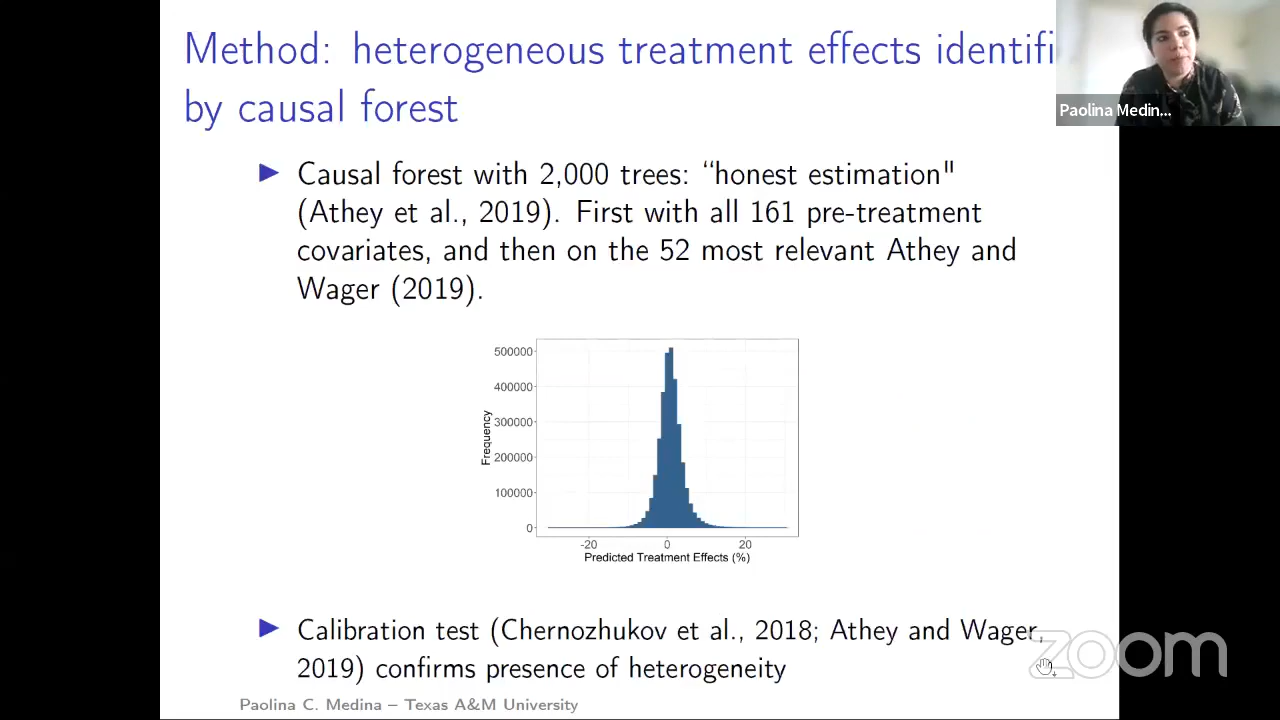 Method: heterogeneous treatment effects identifi
by causal forest
Paolina Medin...
Causal forest with 2,000 trees: “honest estimation"
(Athey et al., 2019). First with all 161 pre-treatment
covariates, and then on the 52 most relevant Athey and
Wager (2019).
500000
400000
300000
200000
100000
0
Frequency
-20 0 20
Predicted Treatment Effects (%)
Calibration test (Chernozhukov et al., 2018; Athey and Wager,
2019) confirms presence of heterogeneity
zoom
Paolina C. Medina – Texas A&M University